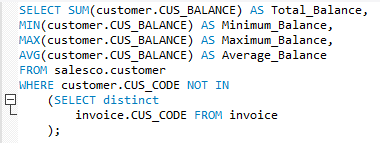 SELECT SUM(customer.CUS_BALANCE) AS Total_Balance,
MIN(customer.CUS_BALANCE) AS Minimum_Balance,
MAX(customer.CUS_BALANCE) AS Maximum_Balance,
AVG(customer.CUS_BALANCE) AS Average_Balance
FROM salesco.customer
WHERE customer.CUS_CODE NOT IN
(SELECT distinct
invoice.CUS_CODE FROM invoice
);